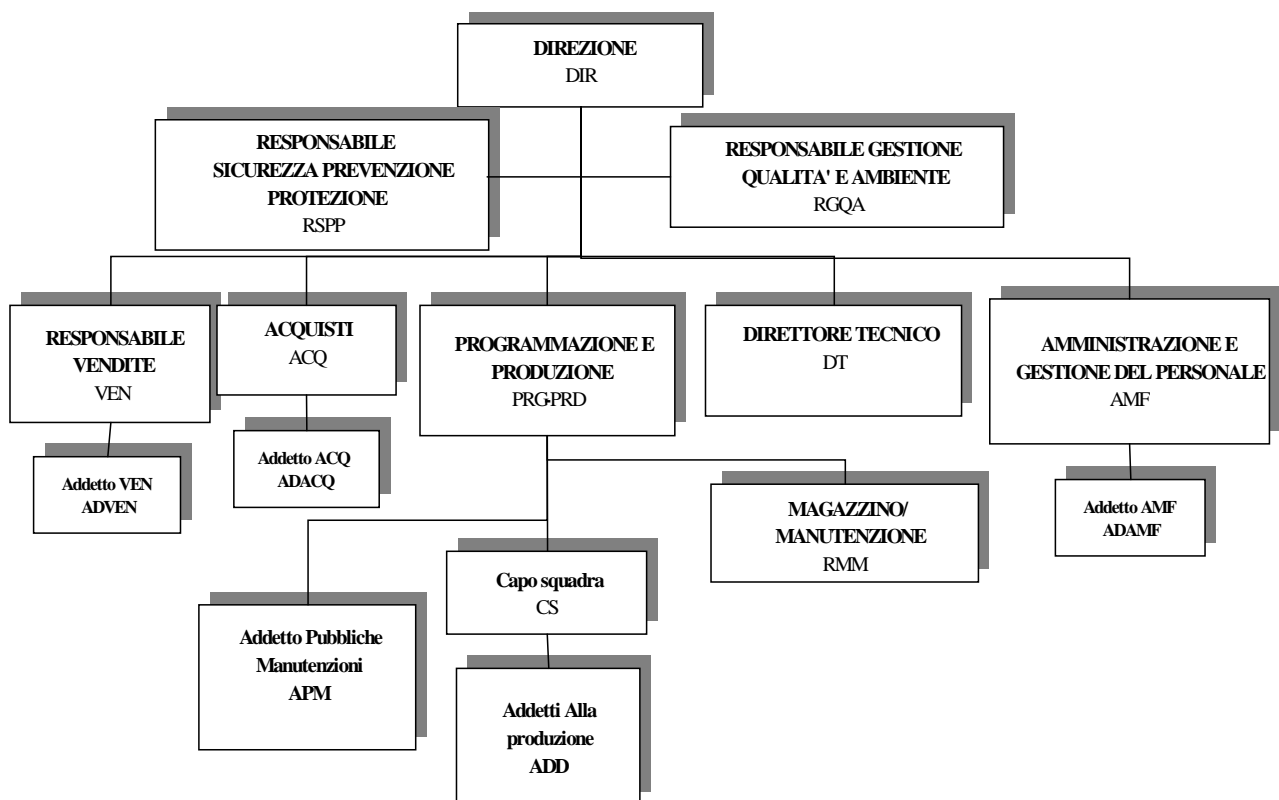 DIREZIONE
DIR
RESPONSABILE
SICUREZZA PREVENZIONE
PROTEZIONE
RSPP
RESPONSABILE GESTIONE
QUALITA' E AMBIENTE
RGQA
RESPONSABILE
VENDITE
VEN
ACQUISTI
ACQ
PROGRAMMAZIONE E
PRODUZIONE
PRG-PRD
DIRETTORE TECNICO
DT
AMMINISTRAZIONE E
GESTIONE DEL PERSONALE
AMF
Addetto VEN
ADVEN
Addetto ACQ
ADACQ
MAGAZZINO/
MANUTENZIONE
RMM
Addetto AMF
ADAMF
Capo squadra
CS
Addetto Pubbliche
Manutenzioni
APM
Addetti Alla
produzione
ADD